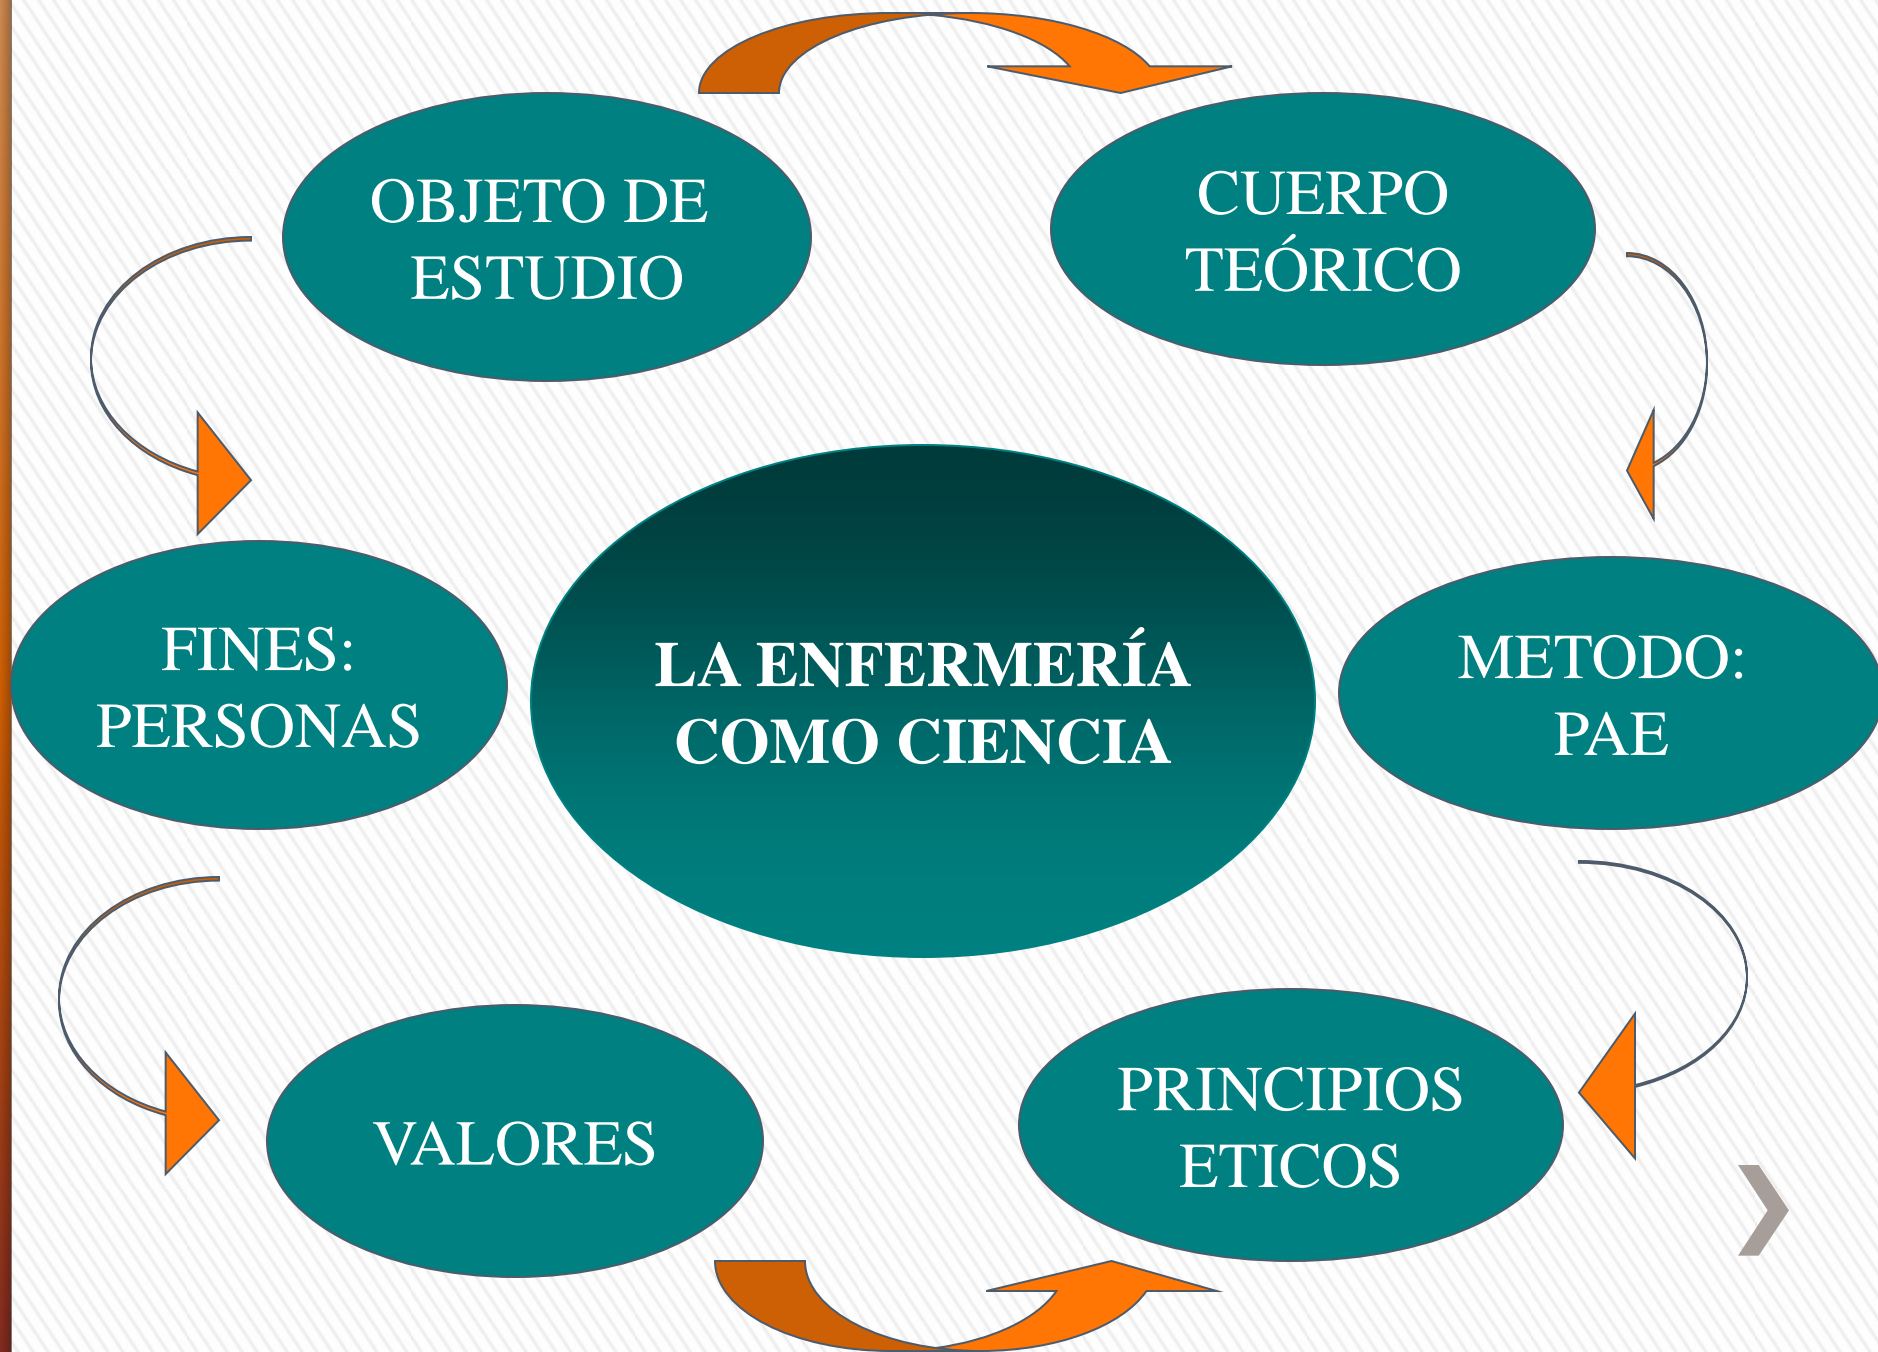 OBJETO DE
ESTUDIO
CUERPO
TEÓRICO
FINES:
PERSONAS
LA ENFERMERÍA
COMO CIENCIA
METODO:
PAE
VALORES
PRINCIPIOS
ETICOS